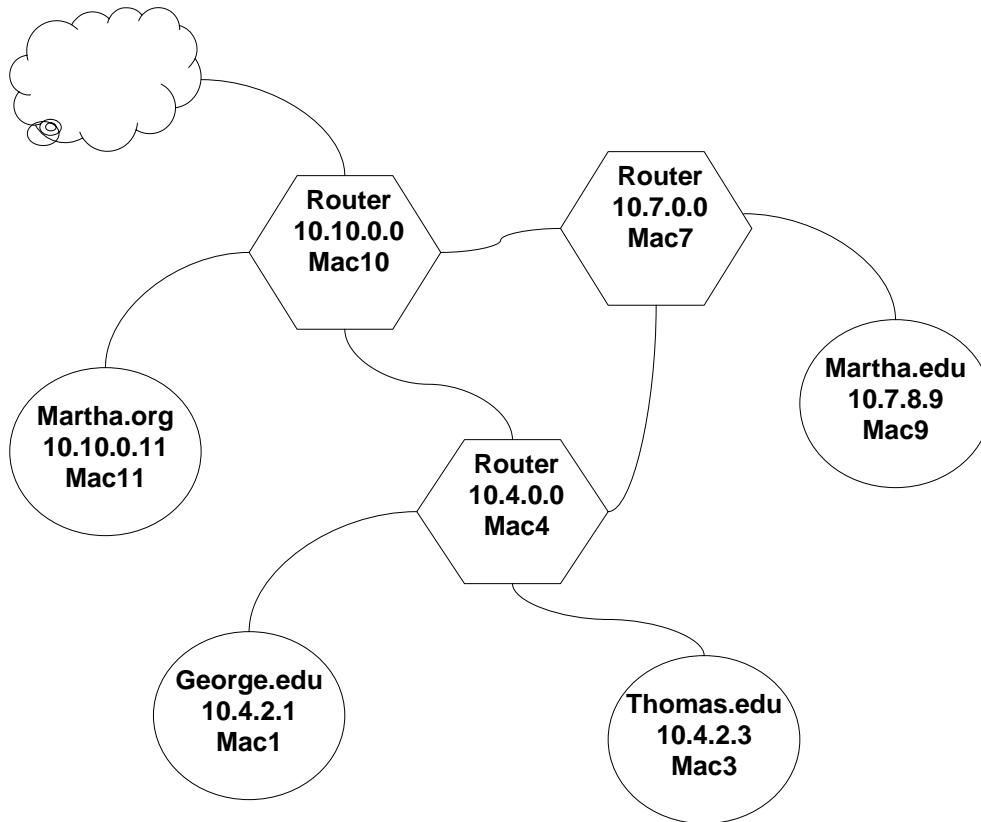 Router
10.10.0.0
Mac10
Router
10.7.0.0
Mac7
Martha.org
10.10.0.11
Mac11
Martha.edu
10.7.8.9
Mac9
Router
10.4.0.0
Mac4
George.edu
10.4.2.1
Mac1
Thomas.edu
10.4.2.3
Mac3